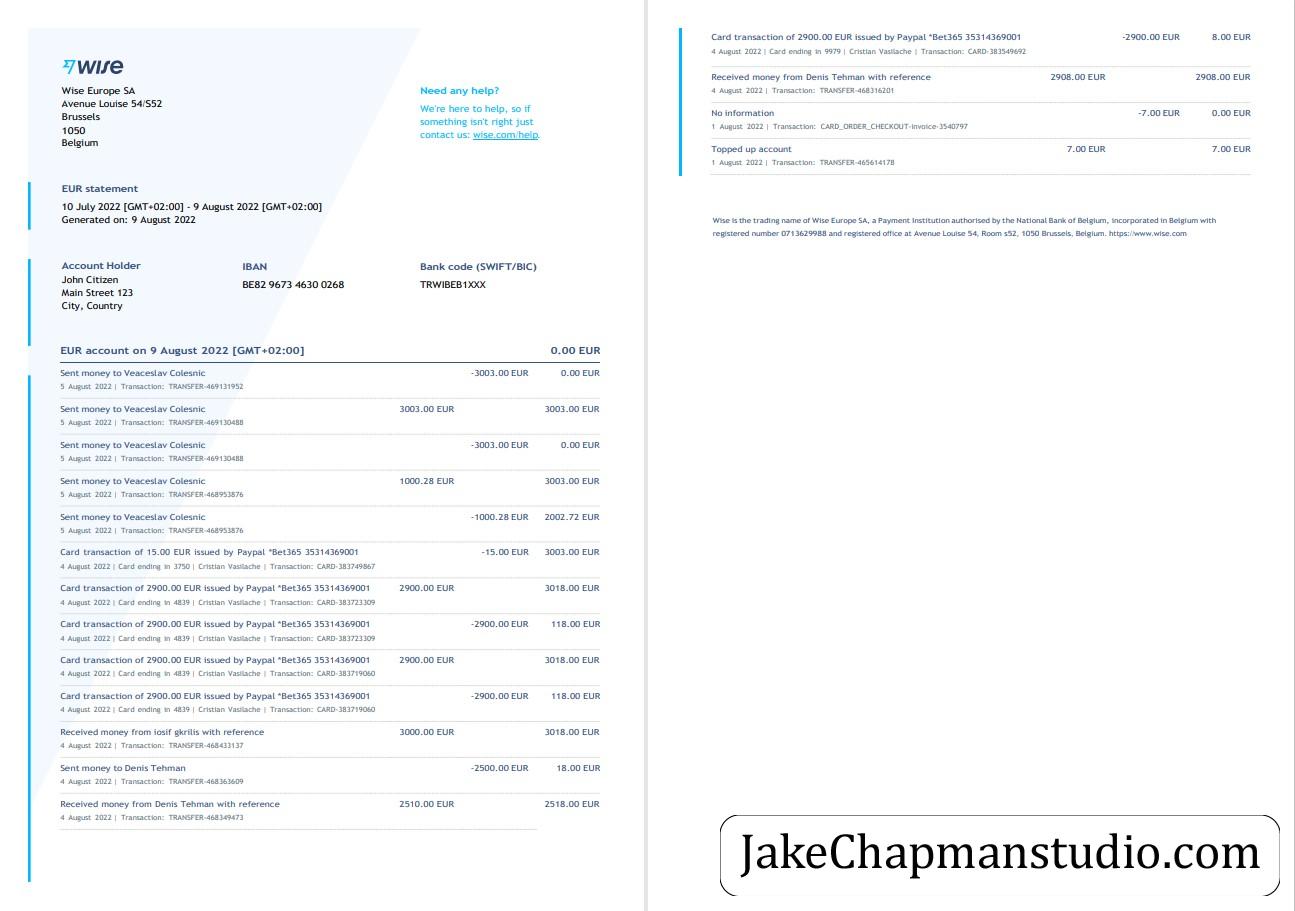 wise
Wise Europe SA
Avenue Louise 54/S52
Brussels
1050
Belgium
Need any help?
We're here to help, so if
something isn't right just
contact us: wise.com/help.
EUR statement
10 July 2022 [GMT+02:00] - 9 August 2022 [GMT+02:00]
Generated on: 9 August 2022
Account Holder
John Citizen
Main Street 123
City, Country
IBAN
BE82 9673 4630 0268
Bank code (SWIFT/BIC)
TRWIBEB1XXX
EUR account on 9 August 2022 [GMT+02:00] 0.00 EUR
Sent money to Veaceslav Colesnic -3003.00 EUR 0.00 EUR
5 August 2022 | Transaction: TRANSFER-469131952
Sent money to Veaceslav Colesnic 3003.00 EUR 3003.00 EUR
5 August 2022 | Transaction: TRANSFER-469130488
Sent money to Veaceslav Colesnic -3003.00 EUR 0.00 EUR
5 August 2022 | Transaction: TRANSFER-469130488
Sent money to Veaceslav Colesnic 1000.28 EUR 3003.00 EUR
5 August 2022 | Transaction: TRANSFER-468953876
Sent money to Veaceslav Colesnic -1000.28 EUR 2002.72 EUR
5 August 2022 | Transaction: TRANSFER-468953876
Card transaction of 15.00 EUR issued by Paypal *Bet365 35314369001 -15.00 EUR 3003.00 EUR
4 August 2022 | Card ending in 3750 | Cristian Vasilache | Transaction: CARD-383749867
Card transaction of 2900.00 EUR issued by Paypal *Bet365 35314369001 2900.00 EUR 3018.00 EUR
4 August 2022 | Card ending in 4839 | Cristian Vasilache | Transaction: CARD-383723309
Card transaction of 2900.00 EUR issued by Paypal *Bet365 35314369001 -2900.00 EUR 118.00 EUR
4 August 2022 | Card ending in 4839 | Cristian Vasilache | Transaction: CARD-383723309
Card transaction of 2900.00 EUR issued by Paypal *Bet365 35314369001 2900.00 EUR 3018.00 EUR
4 August 2022 | Card ending in 4839 | Cristian Vasilache | Transaction: CARD-383719060
Card transaction of 2900.00 EUR issued by Paypal *Bet365 35314369001 -2900.00 EUR 118.00 EUR
4 August 2022 | Card ending in 4839 | Cristian Vasilache | Transaction: CARD-383719060
Received money from iosif gkrilis with reference 3000.00 EUR 3018.00 EUR
4 August 2022 | Transaction: TRANSFER-468433137
Sent money to Denis Tehman -2500.00 EUR 18.00 EUR
4 August 2022 | Transaction: TRANSFER-468363609
Received money from Denis Tehman with reference 2510.00 EUR 2518.00 EUR
4 August 2022 | Transaction: TRANSFER-468349473
Card transaction of 2900.00 EUR issued by Paypal *Bet365 35314369001 -2900.00 EUR 8.00 EUR
4 August 2022 | Card ending in 9979 | Cristian Vasilache | Transaction: CARD-383549692
Received money from Denis Tehman with reference 2908.00 EUR 2908.00 EUR
4 August 2022 | Transaction: TRANSFER-468316201
No information -7.00 EUR 0.00 EUR
1 August 2022 | Transaction: CARD_ORDER_CHECKOUT-invoice-3540797
Topped up account 7.00 EUR 7.00 EUR
1 August 2022 | Transaction: TRANSFER-465614178
Wise is the trading name of Wise Europe SA, a Payment Institution authorised by the National Bank of Belgium, incorporated in Belgium with
registered number 0713629988 and registered office at Avenue Louise 54, Room s52, 1050 Brussels, Belgium. https://www.wise.com
JakeChapmanstudio.com